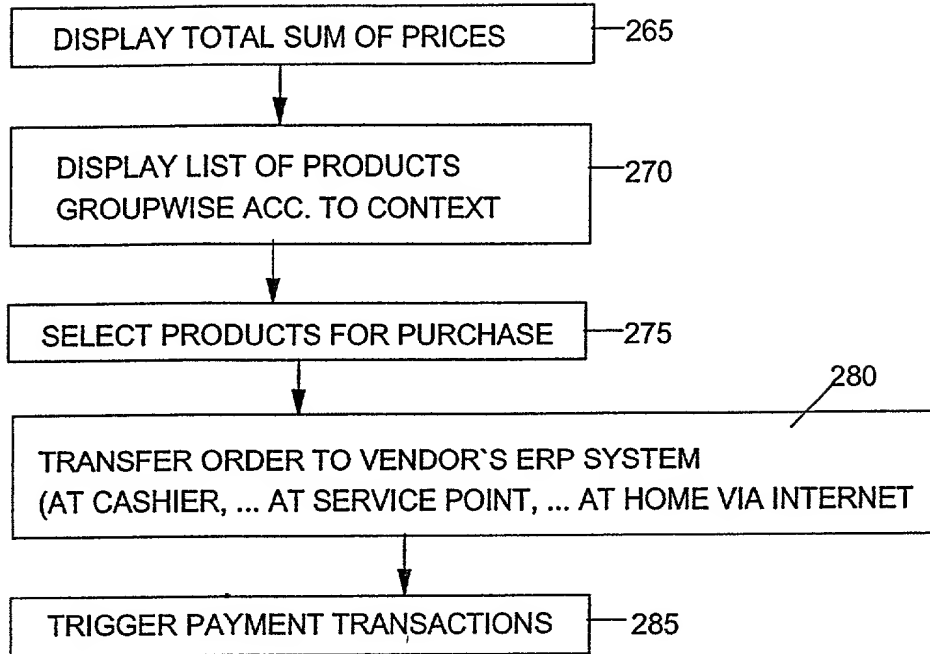 DISPLAY TOTAL SUM OF PRICES 265
DISPLAY LIST OF PRODUCTS
GROUPWISE ACC. TO CONTEXT
270
SELECT PRODUCTS FOR PURCHASE 275
280
TRANSFER ORDER TO VENDOR`S ERP SYSTEM
(AT CASHIER, ... AT SERVICE POINT, ... AT HOME VIA INTERNET
TRIGGER PAYMENT TRANSACTIONS 285